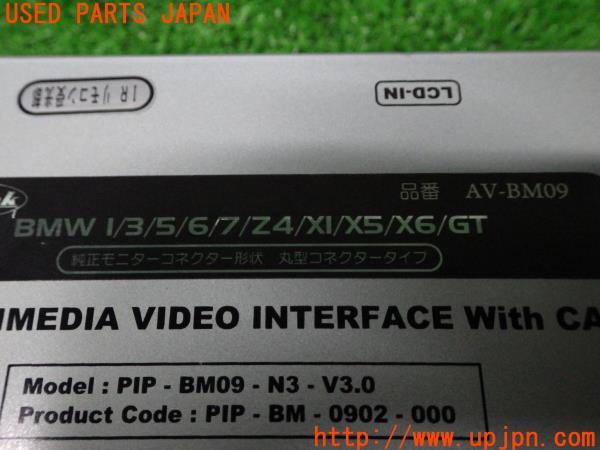 USED PARTS JAPAN
IR リモコン受光部
LCD-IN
品番 AV-BM09
BMW 1/3/5/6/7/Z4/X1/X5/X6/GT
純正モニターコネクター形状 丸型コネクタータイプ
IMEDIA VIDEO INTERFACE With CA
Model : PIP - BM09 - N3 - V3.0
Product Code : PIP - BM - 0902 - 000
http://www.upjpn.com/